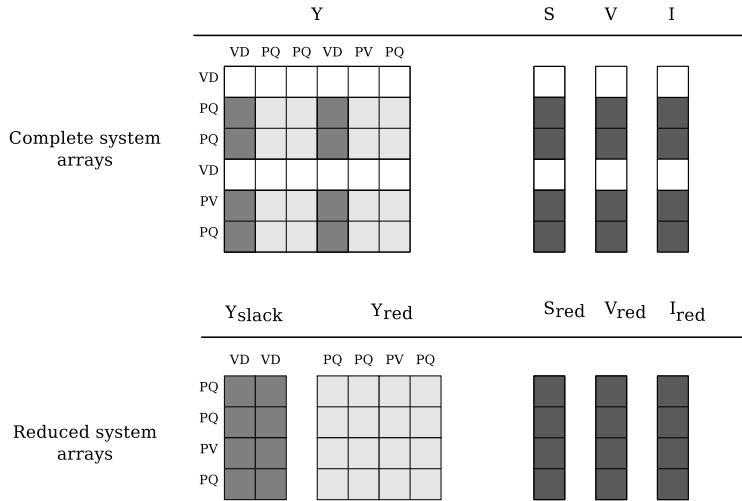 Y S V I
VD PQ PQ VD PV PQ
VD
PQ
PQ
VD
PV
PQ
Complete system
arrays
Yslack Yred Sred Vred Ired
VD VD PQ PQ PV PQ
PQ
PQ
PV
PQ
Reduced system
arrays